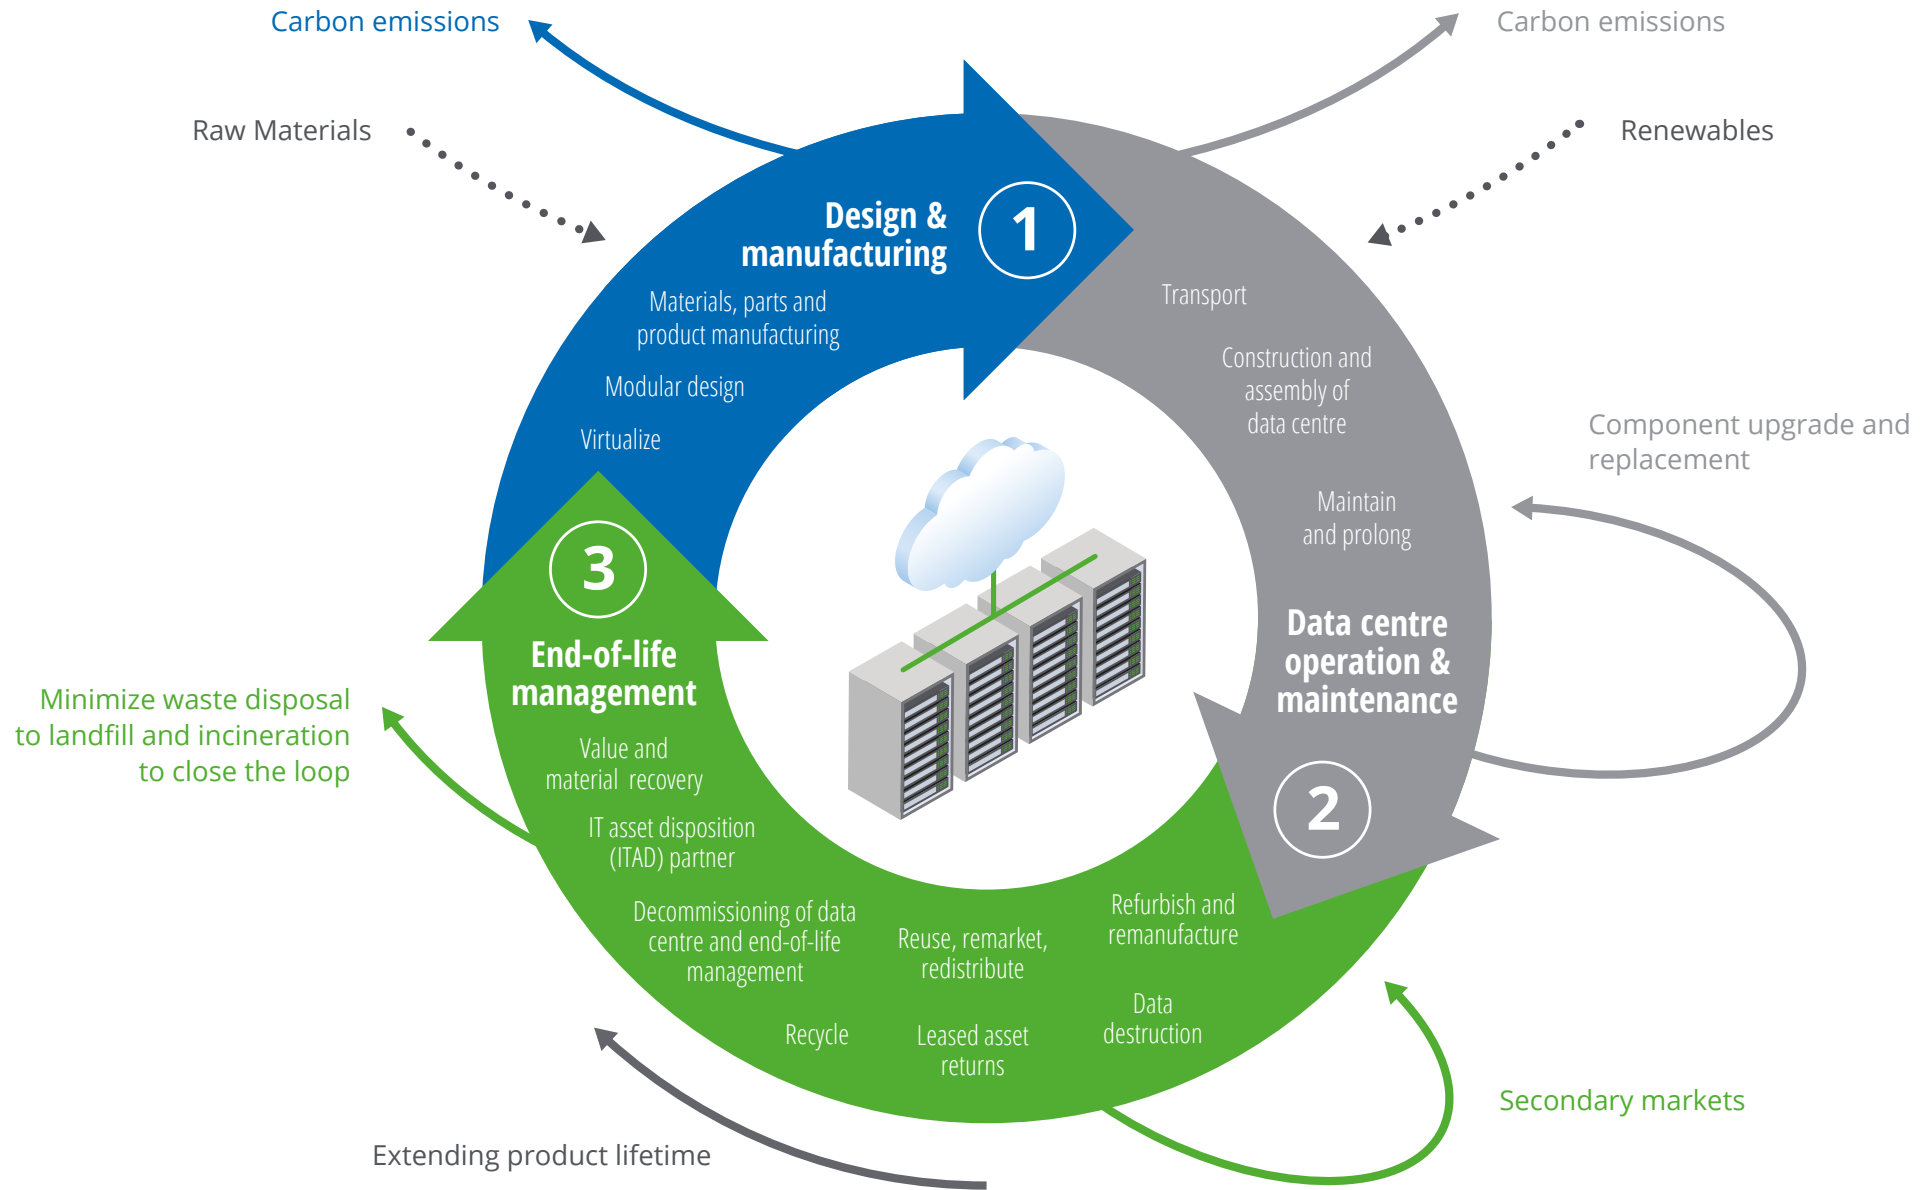 Carbon emissions
Carbon emissions
Raw Materials
Renewables
Design &
manufacturing
1
Materials, parts and
product manufacturing
Modular design
Virtualize
Transport
Construction and
assembly of
data centre
Maintain
and prolong
Component upgrade and
replacement
Data centre
operation &
maintenance
2
3
End-of-life
management
Value and
material recovery
IT asset disposition
(ITAD) partner
Decommissioning of data
centre and end-of-life
management
Recycle
Reuse, remarket,
redistribute
Leased asset
returns
Refurbish and
remanufacture
Data
destruction
Minimize waste disposal
to landfill and incineration
to close the loop
Secondary markets
Extending product lifetime